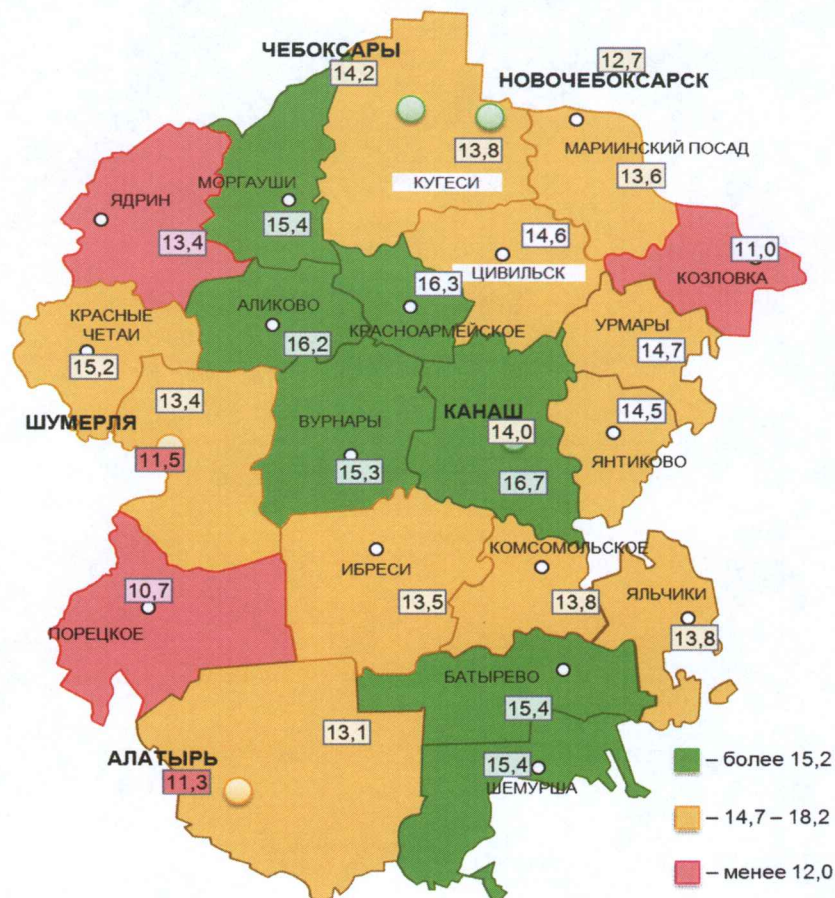 ЧЕБОКСАРЫ
14,2
12,7
НОВОЧЕБОКСАРСК
13,8
КУГЕСИ
МАРИИНСКИЙ ПОСАД
13,6
ЯДРИН
13,4
МОРГАУШИ
15,4
14,6
ЦИВИЛЬСК
11,0
КОЗЛОВКА
16,3
КРАСНОАРМЕЙСКОЕ
АЛИКОВО
16,2
КРАСНЫЕ
ЧЕТАИ
15,2
УРМАРЫ
14,7
13,4
ШУМЕРЛЯ
11,5
ВУРНАРЫ
15,3
КАНАШ
14,0
16,7
14,5
ЯНТИКОВО
ИБРЕСИ
13,5
КОМСОМОЛЬСКОЕ
13,8
ЯЛЬЧИКИ
13,8
10,7
ПОРЕЦКОЕ
БАТЫРЕВО
15,4
13,1
АЛАТЫРЬ
11,3
15,4
ШЕМУРША
– более 15,2
– 14,7 – 18,2
– менее 12,0